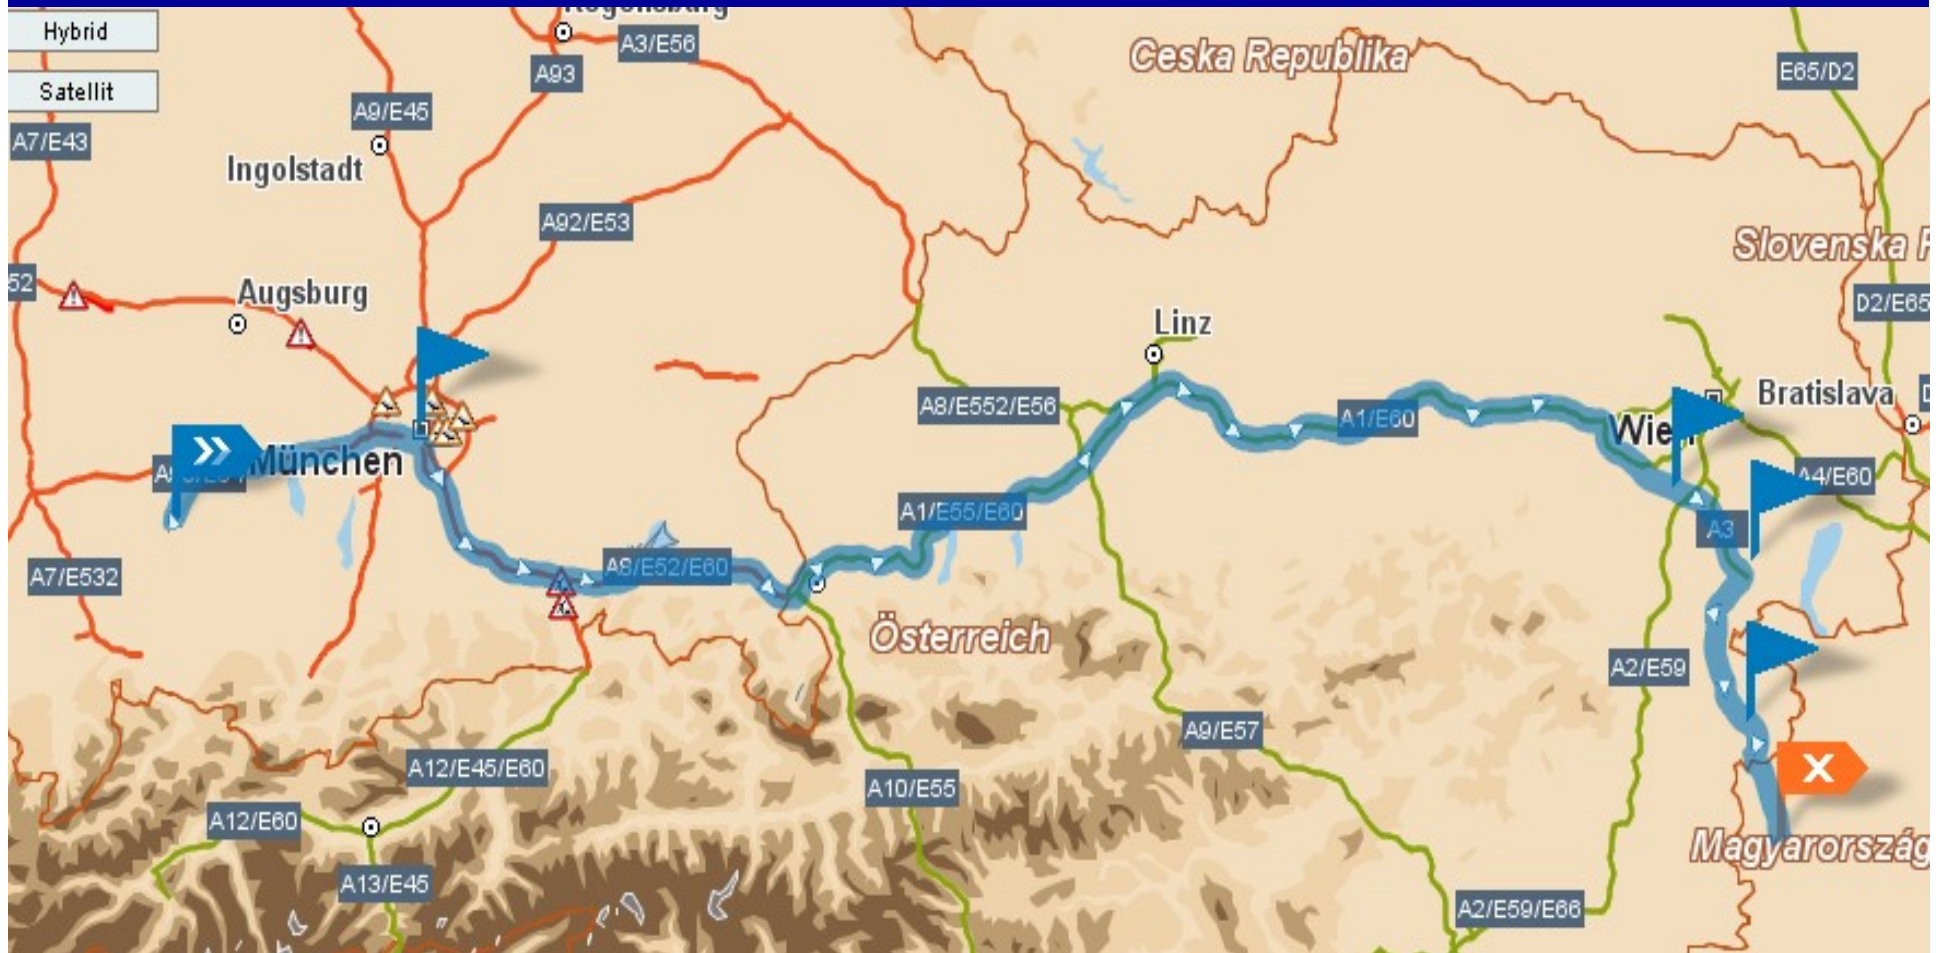 Regensburg
Hybrid
A3/E56
Ceska Republika
A93
E65/D2
Satellit
A9/E45
A7/E43
Ingolstadt
A92/E53
Slovenska
52
Augsburg
D2/E65
Linz
A8/E552/E56
Bratislava
A1/E60
Wien
München
A4/E60
A1/E55/E60
A3
A7/E532
A8/E52/E60
Österreich
A2/E59
A9/E57
A12/E45/E60
A10/E55
A12/E60
Magyarország
A13/E45
A2/E59/E66